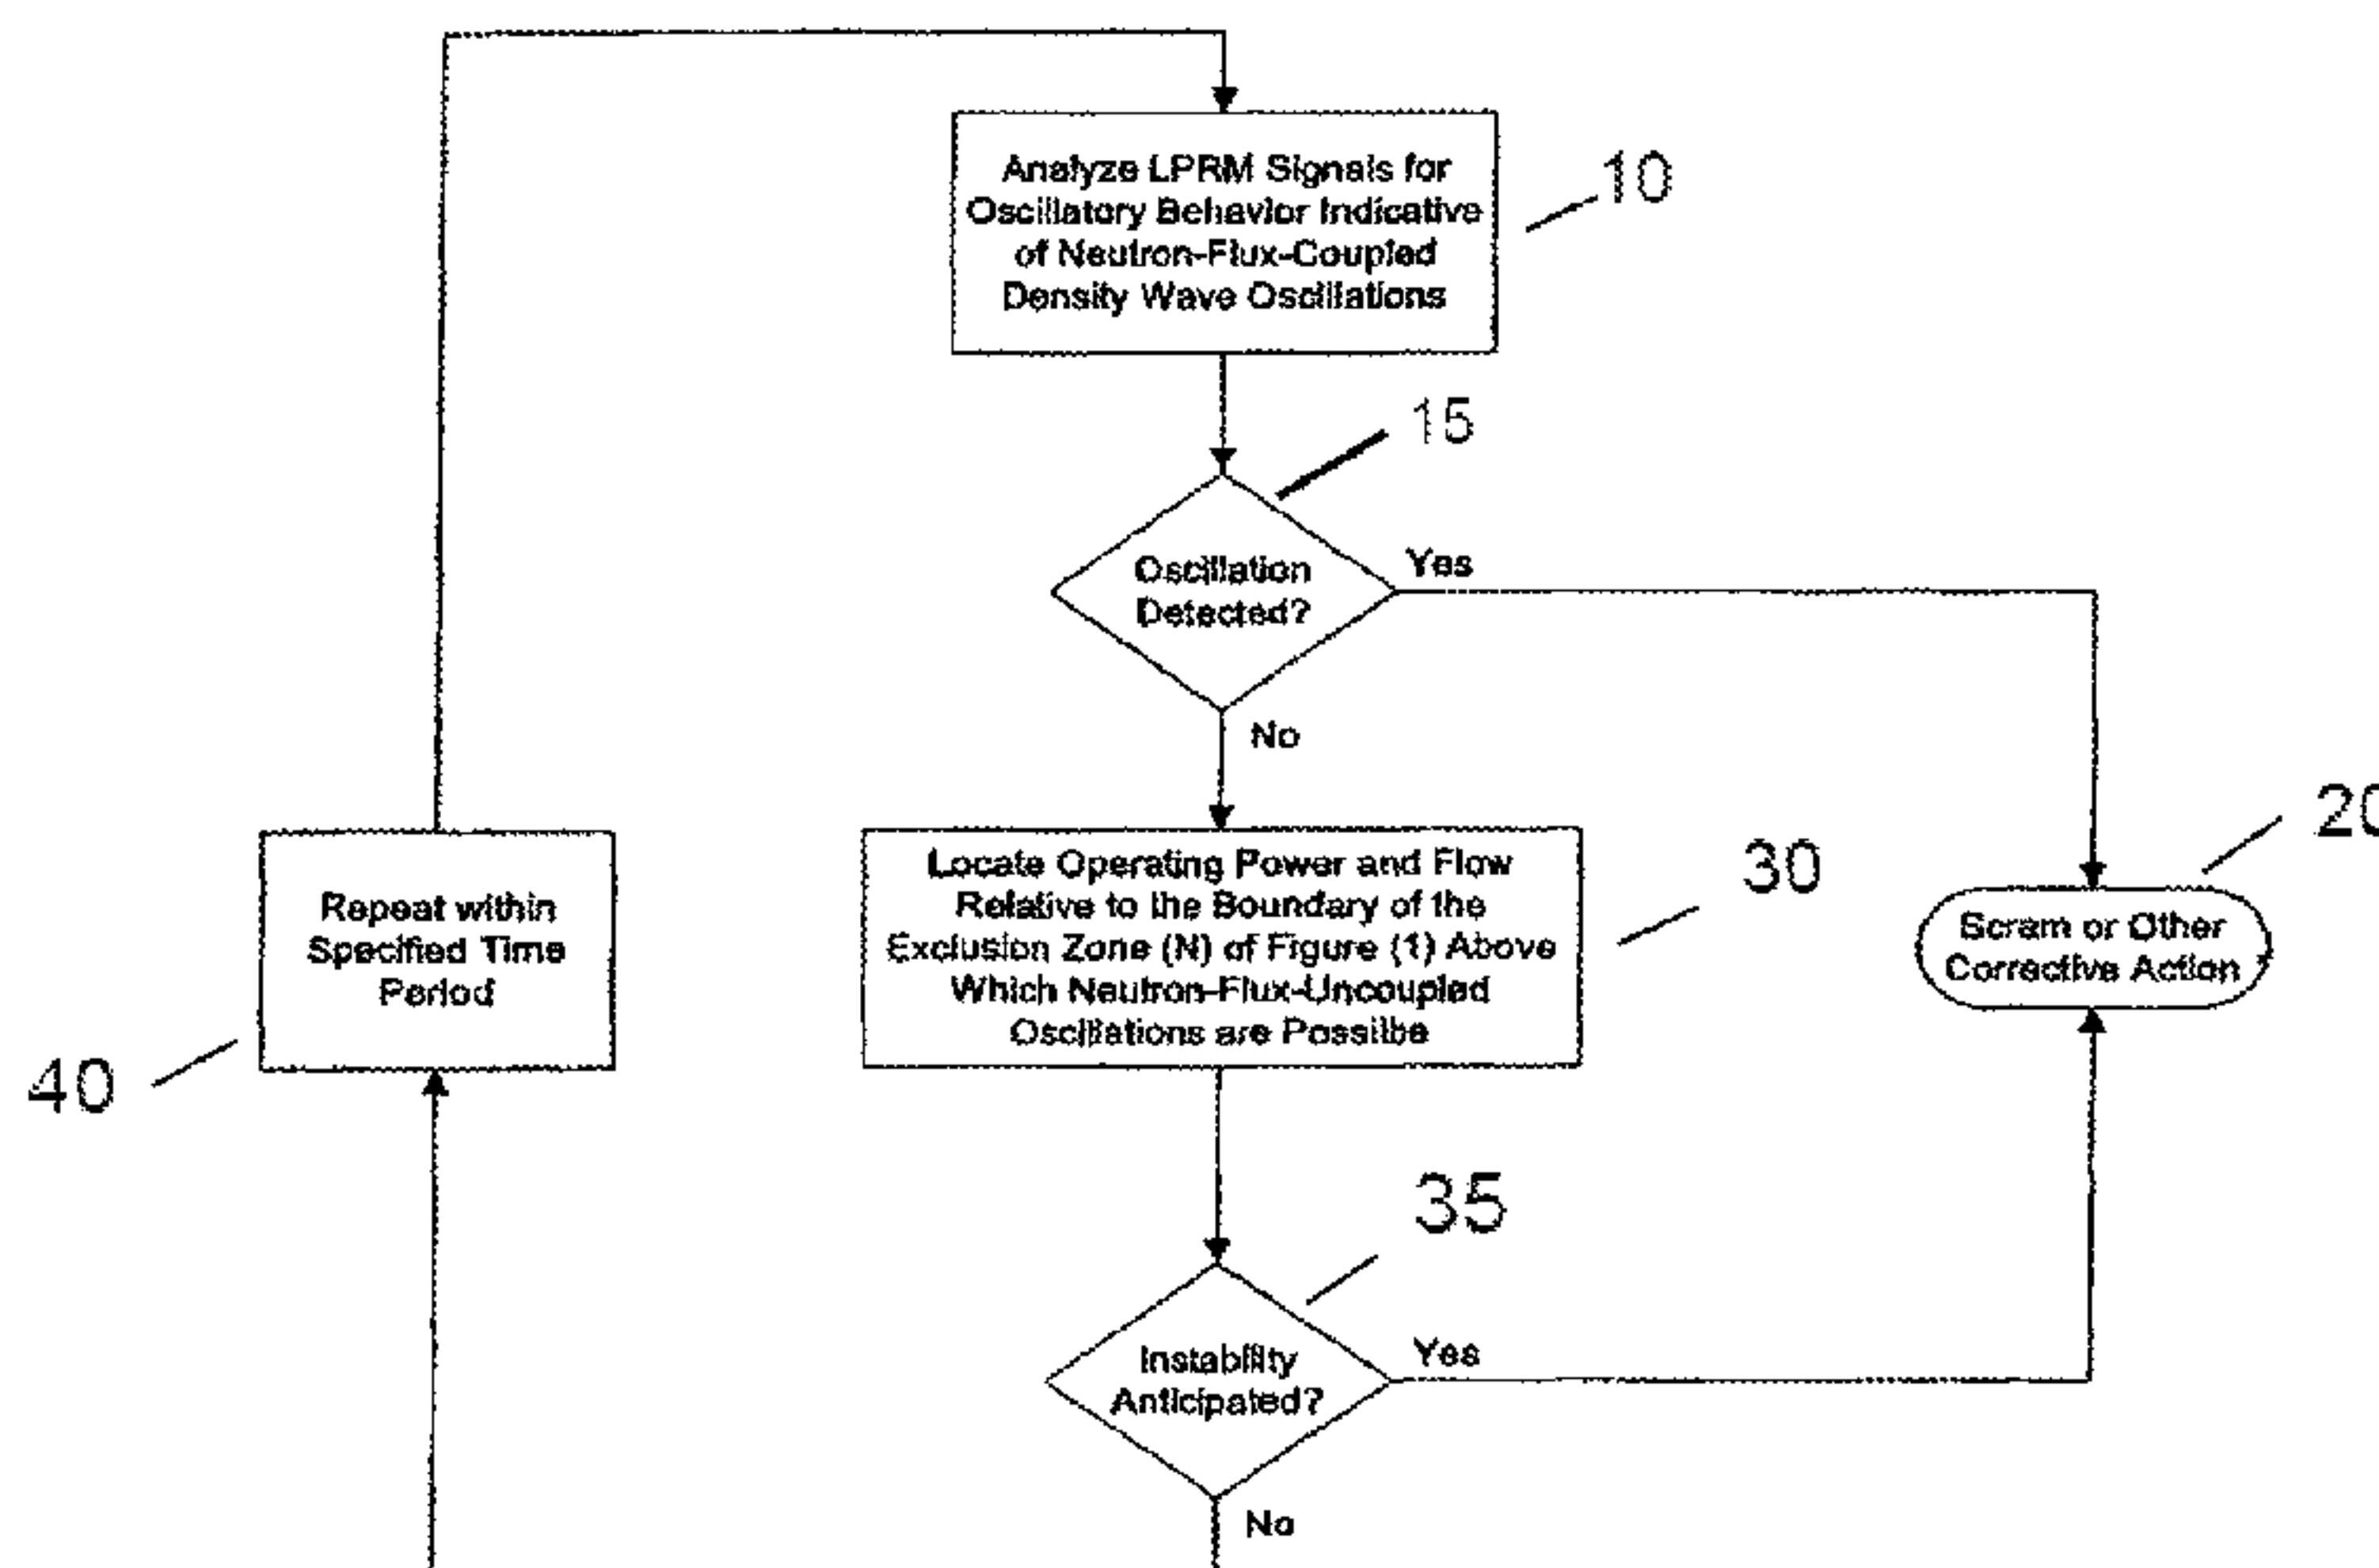 Analyze LPRM Signals for
Oscillatory Behavior Indicative
of Neutron-Flux-Coupled
Density Wave Oscillations
10
15
Oscillation
Detected?
Yes
No
Locate Operating Power and Flow
Relative to the Boundary of the
Exclusion Zone (N) of Figure (1) Above
Which Neutron-Flux-Uncoupled
Oscillations are Possilbe
30
20
Scram or Other
Corrective Action
Repeat within
Specified Time
Period
40
35
Instability
Anticipated?
Yes
No